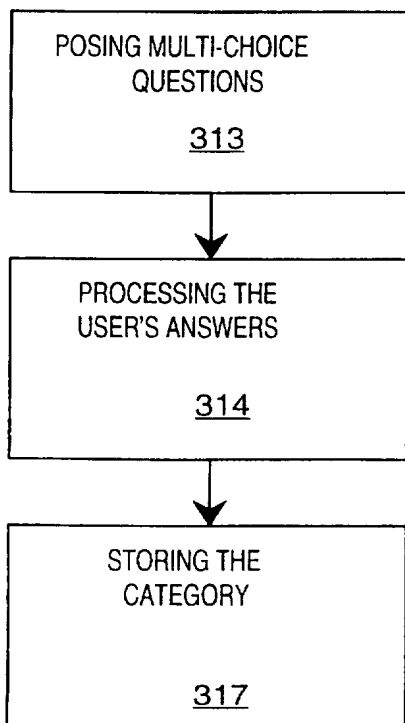 POSING MULTI-CHOICE
QUESTIONS
313
PROCESSING THE
USER'S ANSWERS
314
STORING THE
CATEGORY
317